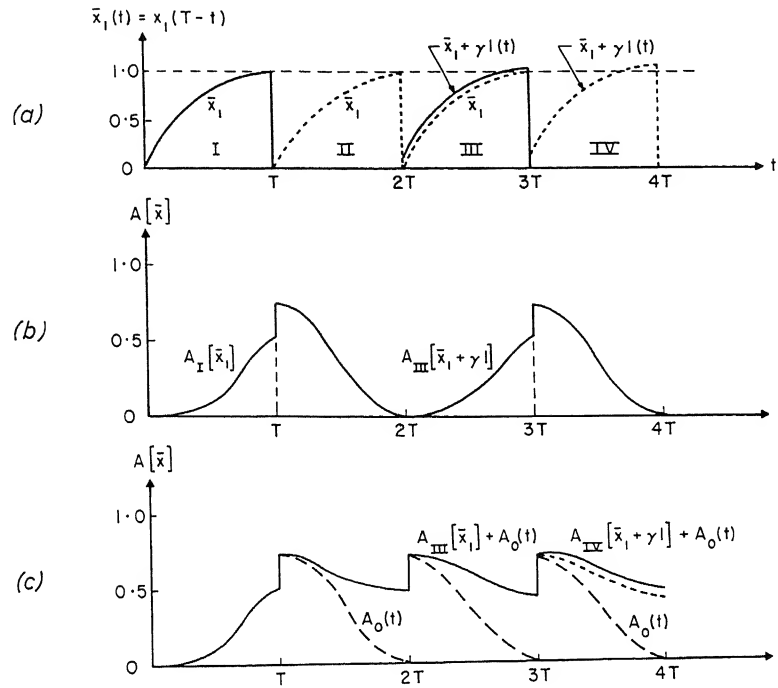 x̄₁(t) = x₁(T-t)
x̄₁ + γ1(t) x̄₁ + γ1(t)
1·0
(a) x̄₁ x̄₁ x̄₁
0·5
I II III IV
0 T 2T 3T 4T t
A[x̄]
1·0
(b) 0·5
A_I[x̄₁] A_III[x̄₁ + γ1]
0 T 2T 3T 4T
A[x̄]
1·0
A_III[x̄₁] + A₀(t) A_IV[x̄₁ + γ1] + A₀(t)
(c) 0·5
A₀(t) A₀(t)
0 T 2T 3T 4T